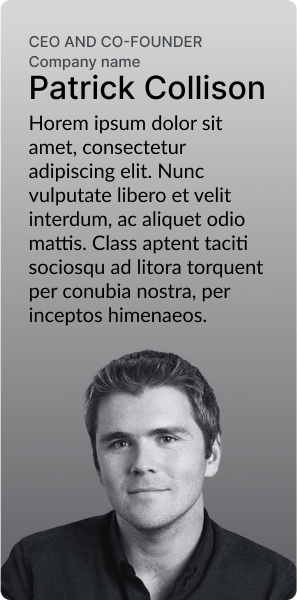 CEO AND CO-FOUNDER
Company name
Patrick Collison
Horem ipsum dolor sit
amet, consectetur
adipiscing elit. Nunc
vulputate libero et velit
interdum, ac aliquet odio
mattis. Class aptent taciti
sociosqu ad litora torquent
per conubia nostra, per
inceptos himenaeos.